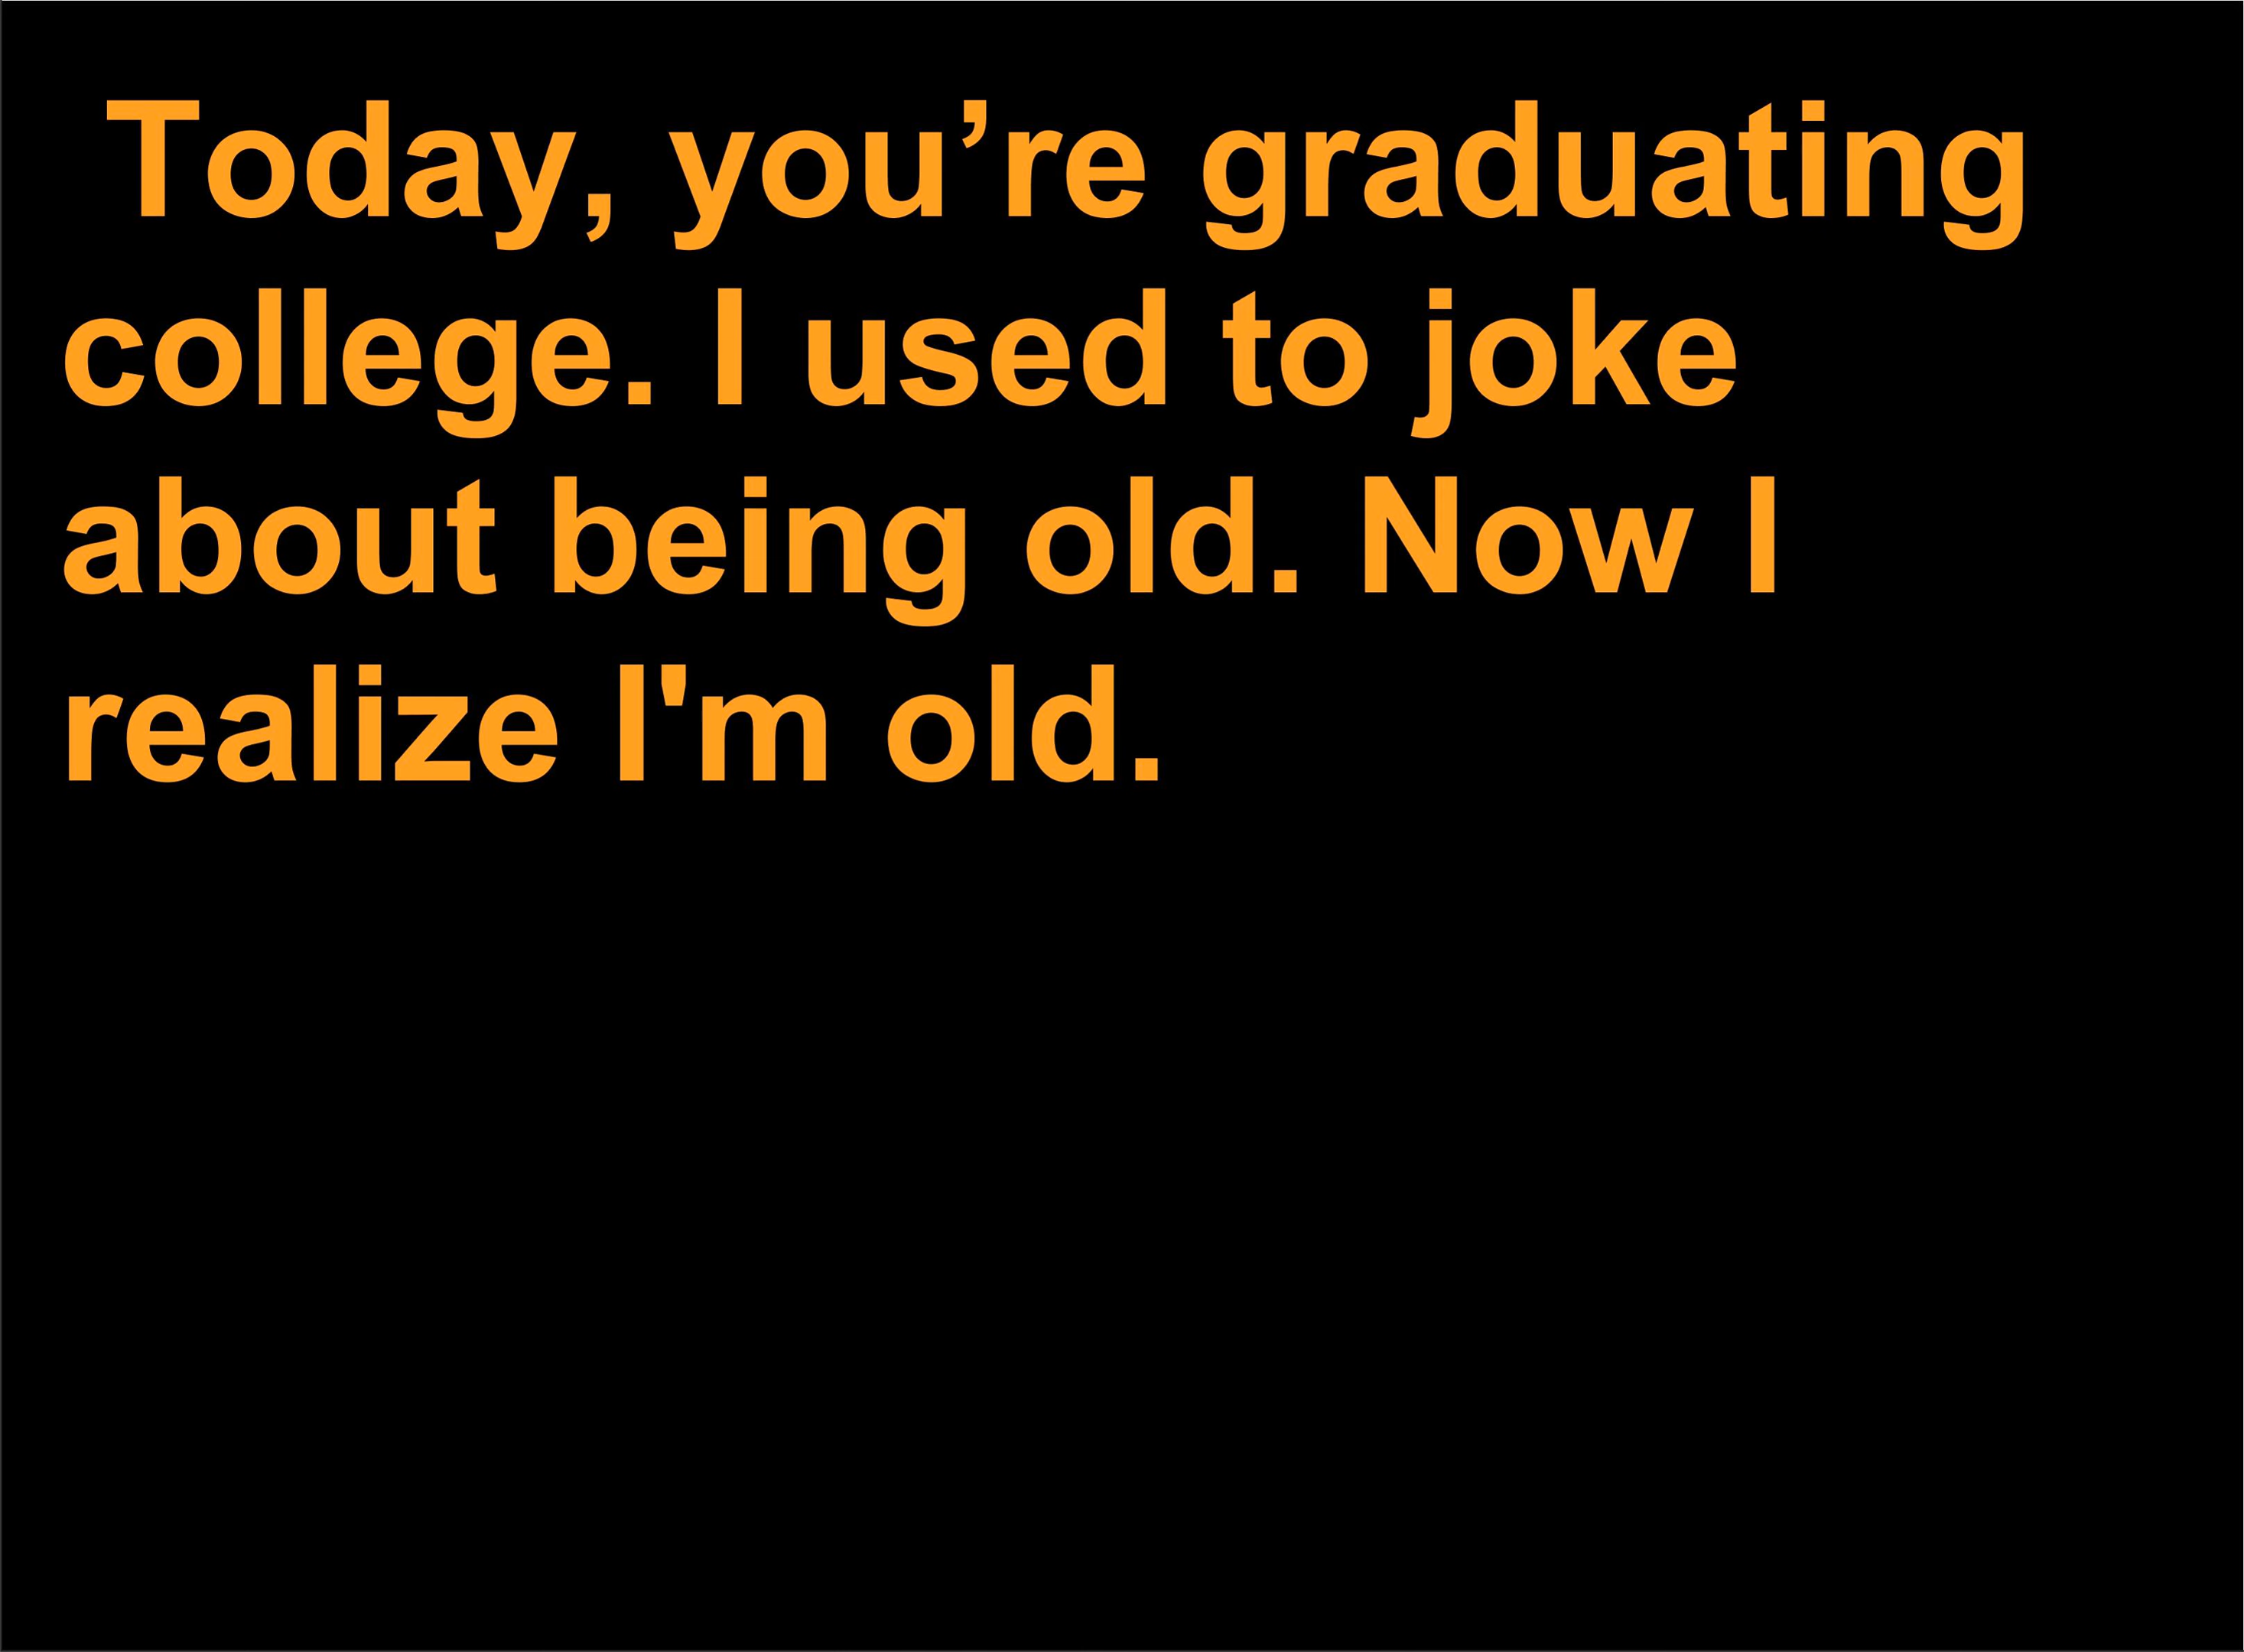 Today, you’re graduating
college. I used to joke
about being old. Now I
realize I'm old.